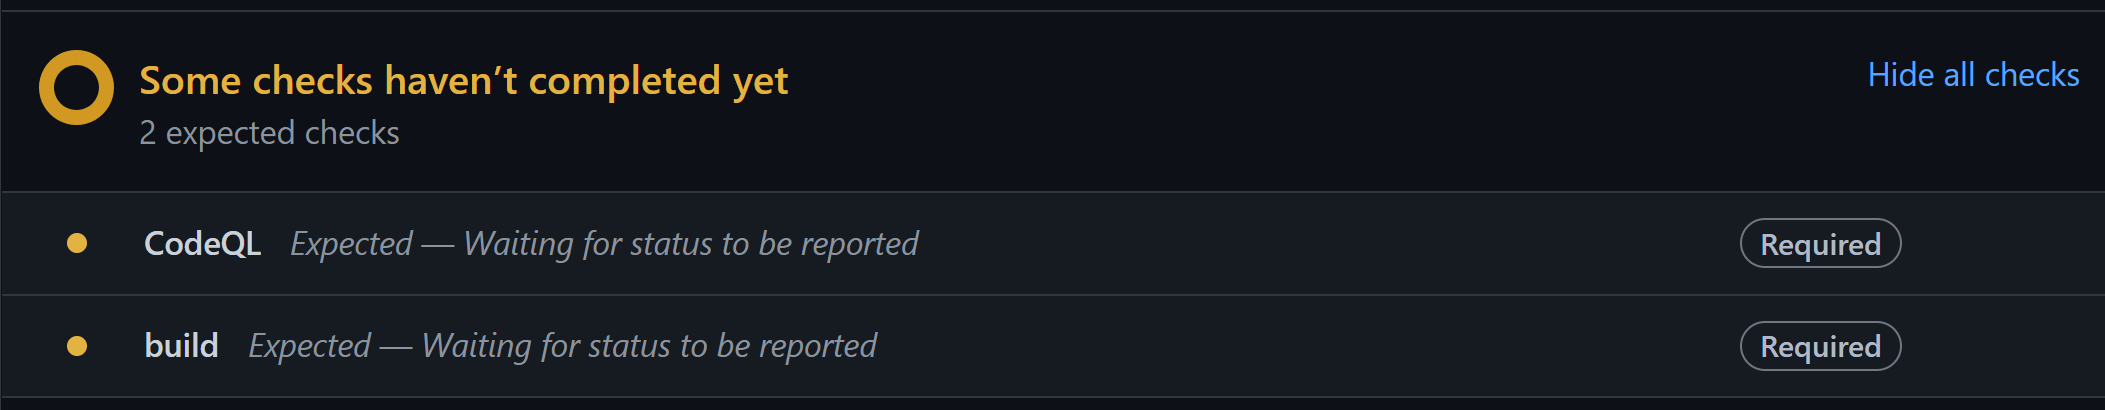 Some checks haven’t completed yet
Hide all checks
2 expected checks
CodeQL Expected — Waiting for status to be reported Required
build Expected — Waiting for status to be reported Required